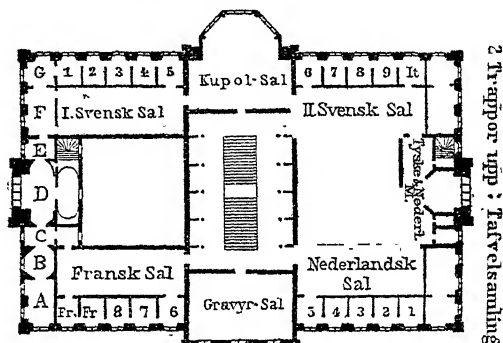 G 1 2 3 4 5
Kupol-Sal
6 7 8 9 It
F I. Svensk Sal
II. Svensk Sal
E
D
C
B
A
Tyske & Nederl.
M.
Fransk Sal
Nederlandsk
Sal
Fr. Fr 8 7 6
Gravyr-Sal
5 4 3 2 1
2 Trappor upp: Tafvelsamling